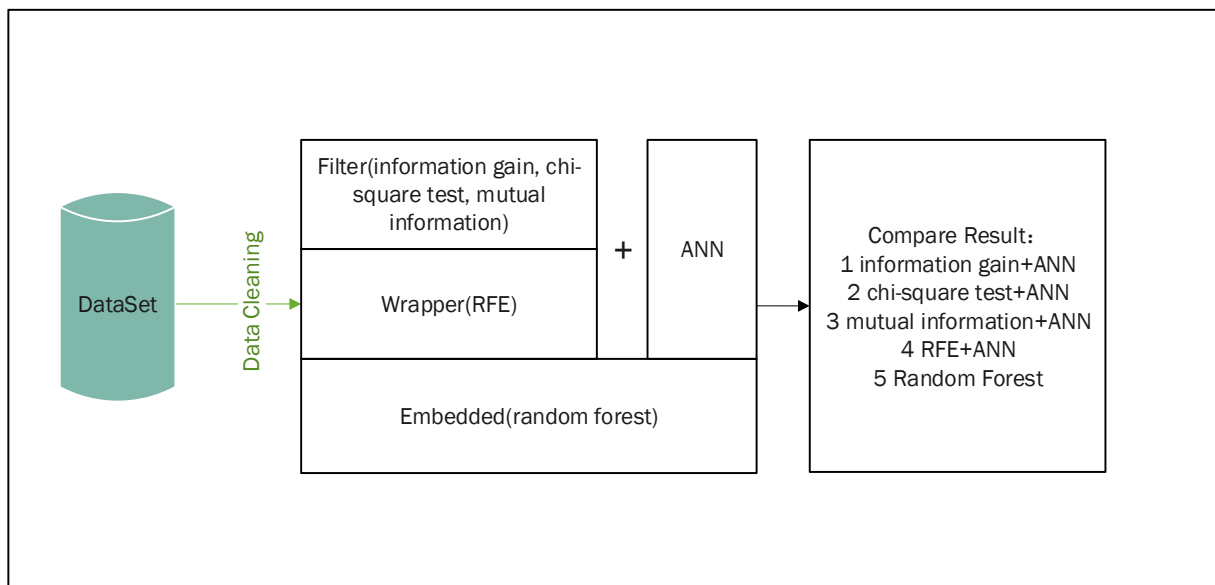 DataSet
Data Cleaning
Filter(information gain, chi-
square test, mutual
information)
Wrapper(RFE)
+
ANN
Embedded(random forest)
Compare Result：
1 information gain+ANN
2 chi-square test+ANN
3 mutual information+ANN
4 RFE+ANN
5 Random Forest